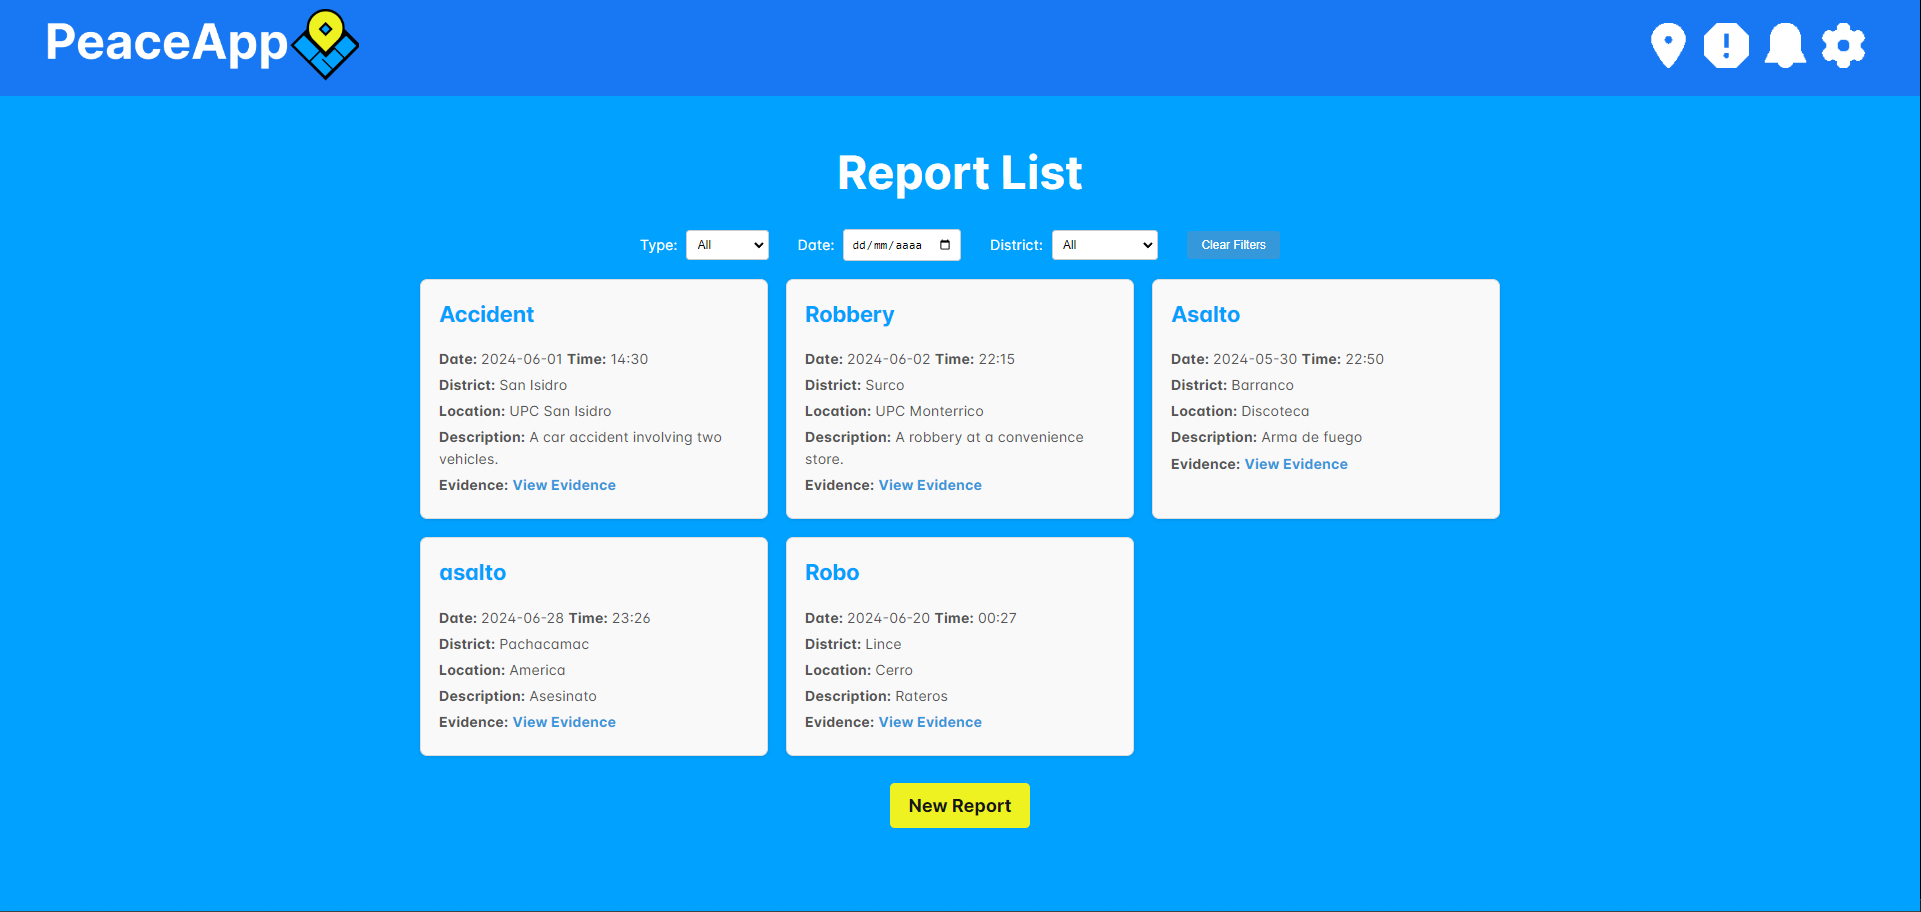 PeaceApp
Report List
Type: All Date: dd/mm/aaaa District: All Clear Filters
Accident
Date: 2024-06-01 Time: 14:30
District: San Isidro
Location: UPC San Isidro
Description: A car accident involving two
vehicles.
Evidence: View Evidence
Robbery
Date: 2024-06-02 Time: 22:15
District: Surco
Location: UPC Monterrico
Description: A robbery at a convenience
store.
Evidence: View Evidence
Asalto
Date: 2024-05-30 Time: 22:50
District: Barranco
Location: Discoteca
Description: Arma de fuego
Evidence: View Evidence
asalto
Date: 2024-06-28 Time: 23:26
District: Pachacamac
Location: America
Description: Asesinato
Evidence: View Evidence
Robo
Date: 2024-06-20 Time: 00:27
District: Lince
Location: Cerro
Description: Rateros
Evidence: View Evidence
New Report